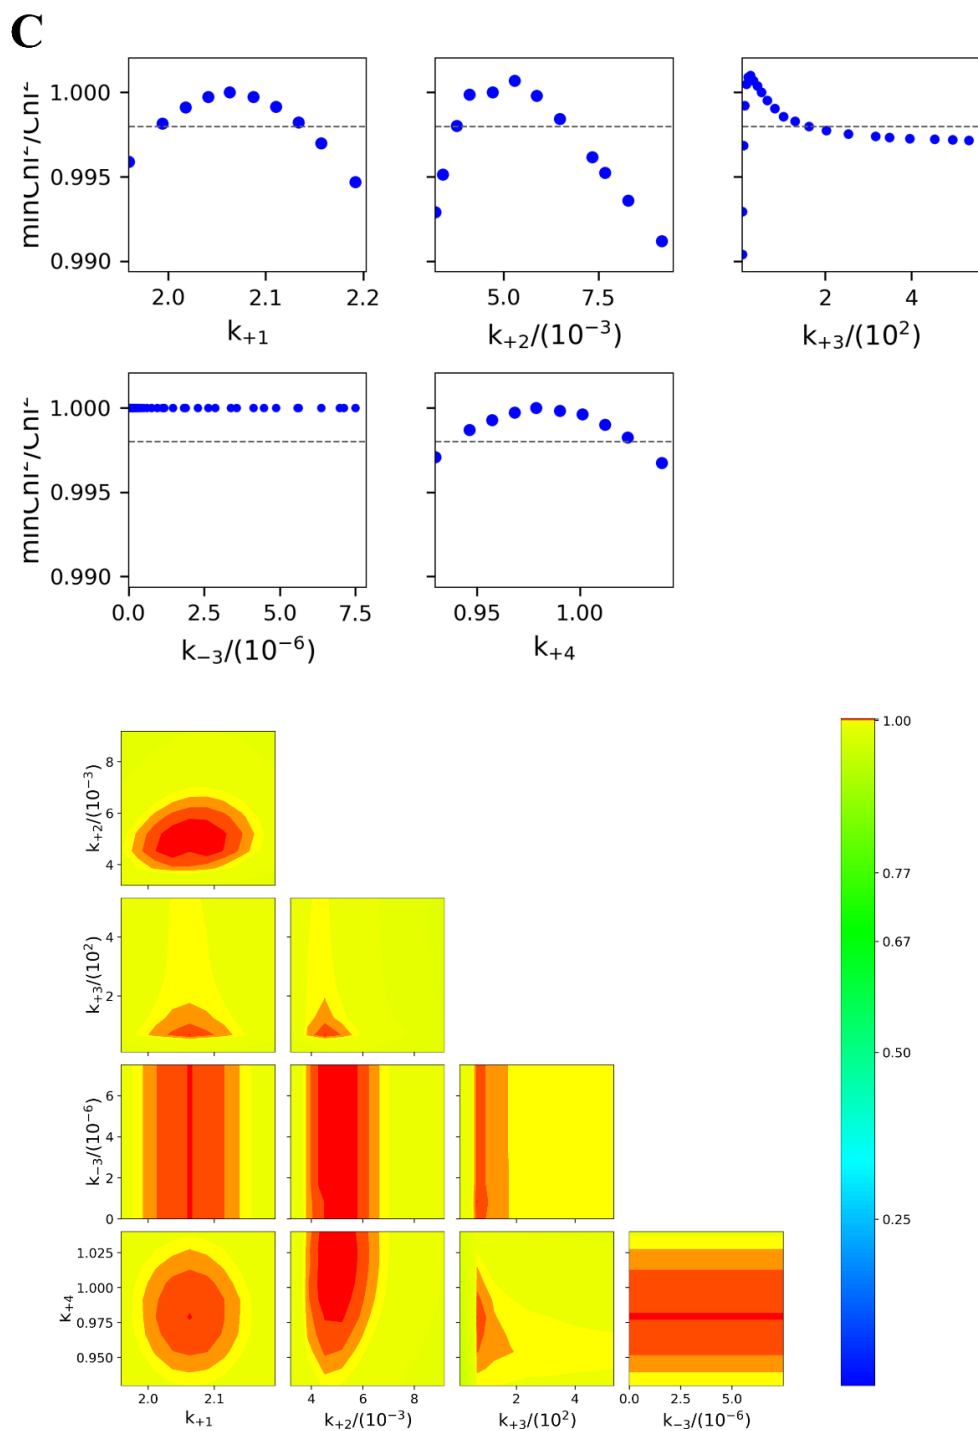 C
1.000
0.995
0.990
minChi²/Chi²
2.0 2.1 2.2
k₊₁
5.0 7.5
k₊₂/(10⁻³)
2 4
k₊₃/(10²)
1.000
0.995
0.990
minChi²/Chi²
0.0 2.5 5.0 7.5
k₋₃/(10⁻⁶)
0.95 1.00
k₊₄
8
6
4
k₊₂/(10⁻³)
4
2
k₊₃/(10²)
6
4
2
0
k₋₃/(10⁻⁶)
1.025
1.000
0.975
0.950
k₊₄
2.0 2.1
k₊₁
4 6 8
k₊₂/(10⁻³)
2 4
k₊₃/(10²)
0.0 2.5 5.0
k₋₃/(10⁻⁶)
1.00
0.77
0.67
0.50
0.25